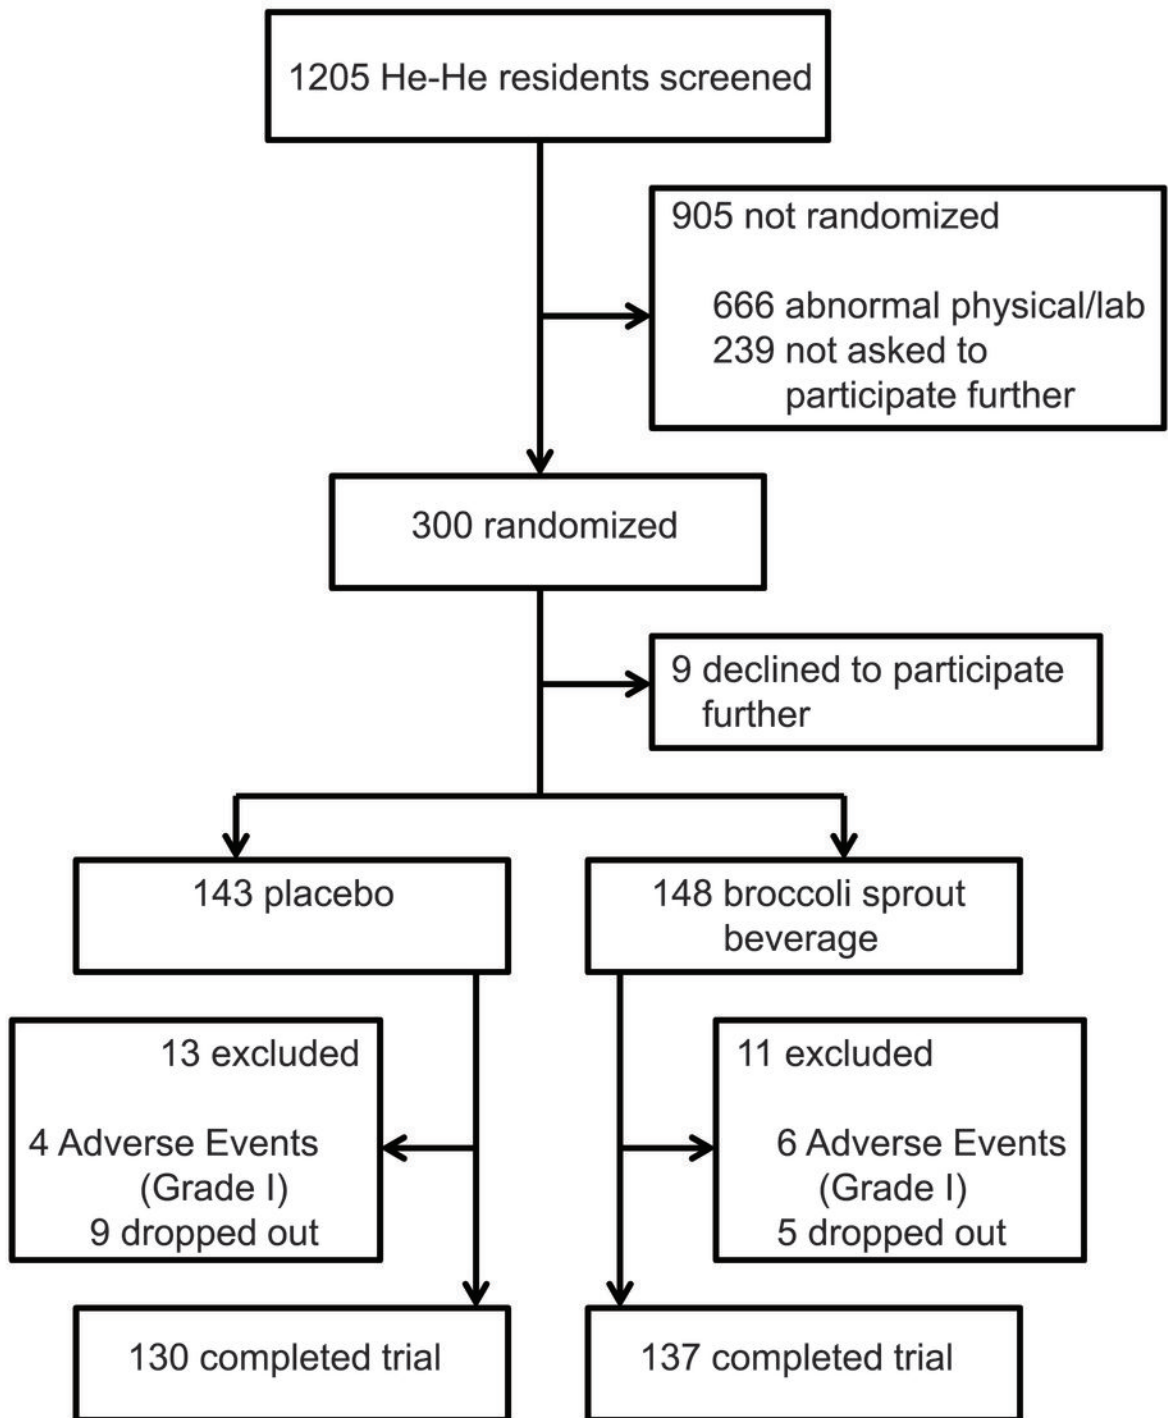 1205 He-He residents screened
905 not randomized
666 abnormal physical/lab
239 not asked to
participate further
300 randomized
9 declined to participate
further
143 placebo
148 broccoli sprout
beverage
13 excluded
4 Adverse Events
(Grade I)
9 dropped out
11 excluded
6 Adverse Events
(Grade I)
5 dropped out
130 completed trial
137 completed trial